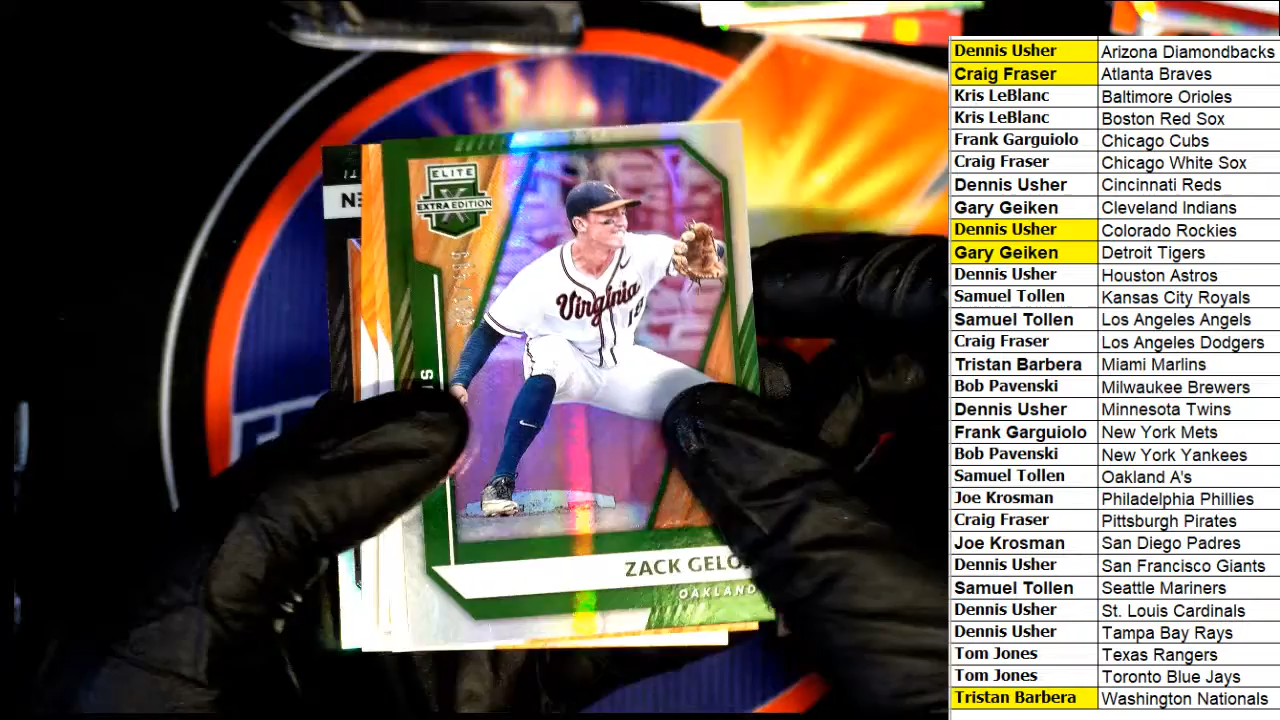 ELITE
EXTRA EDITION
Virginia
ZACK GELO
OAKLAND
Dennis Usher Arizona Diamondbacks
Craig Fraser Atlanta Braves
Kris LeBlanc Baltimore Orioles
Kris LeBlanc Boston Red Sox
Frank Garguiolo Chicago Cubs
Craig Fraser Chicago White Sox
Dennis Usher Cincinnati Reds
Gary Geiken Cleveland Indians
Dennis Usher Colorado Rockies
Gary Geiken Detroit Tigers
Dennis Usher Houston Astros
Samuel Tollen Kansas City Royals
Samuel Tollen Los Angeles Angels
Craig Fraser Los Angeles Dodgers
Tristan Barbera Miami Marlins
Bob Pavenski Milwaukee Brewers
Dennis Usher Minnesota Twins
Frank Garguiolo New York Mets
Bob Pavenski New York Yankees
Samuel Tollen Oakland A's
Joe Krosman Philadelphia Phillies
Craig Fraser Pittsburgh Pirates
Joe Krosman San Diego Padres
Dennis Usher San Francisco Giants
Samuel Tollen Seattle Mariners
Dennis Usher St. Louis Cardinals
Dennis Usher Tampa Bay Rays
Tom Jones Texas Rangers
Tom Jones Toronto Blue Jays
Tristan Barbera Washington Nationals